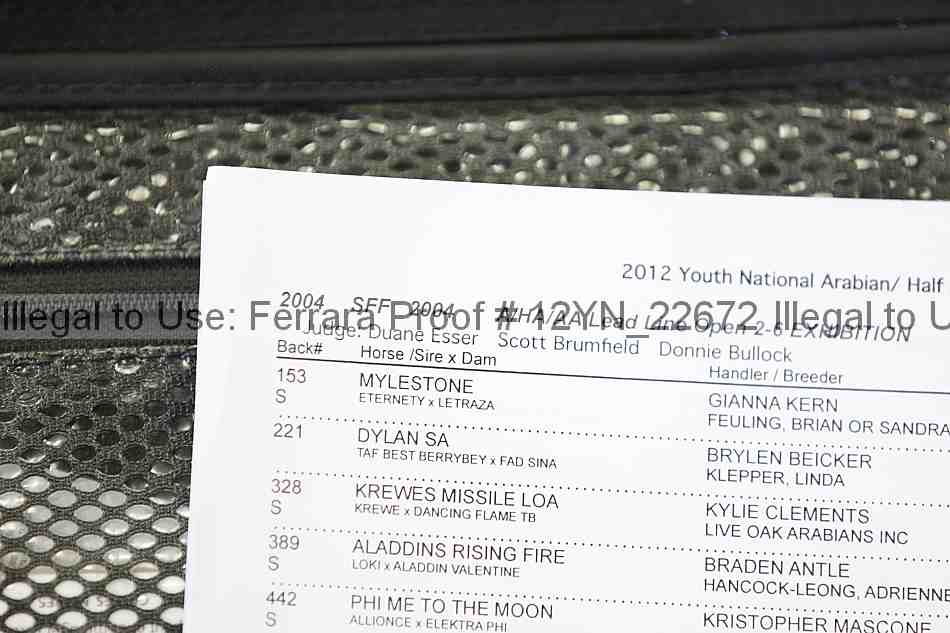 2012 Youth National Arabian/ Half
2004 SFF 2004 A/HA/AA Lead Line Open 2-6 EXHIBITION
Illegal to Use: Ferrara Proof # 12YN_22672, Illegal to U
Judge: Duane Esser Scott Brumfield Donnie Bullock
Back# Horse /Sire x Dam Handler / Breeder
153 MYLESTONE GIANNA KERN
S ETERNETY x LETRAZA FEULING, BRIAN OR SANDRA
221 DYLAN SA BRYLEN BEICKER
TAF BEST BERRYBEY x FAD SINA KLEPPER, LINDA
328 KREWES MISSILE LOA KYLIE CLEMENTS
S KREWE x DANCING FLAME TB LIVE OAK ARABIANS INC
389 ALADDINS RISING FIRE BRADEN ANTLE
S LOKI x ALADDIN VALENTINE HANCOCK-LEONG, ADRIENNE
442 PHI ME TO THE MOON KRISTOPHER MASCONE
S ALLIONCE x ELEKTRA PHI